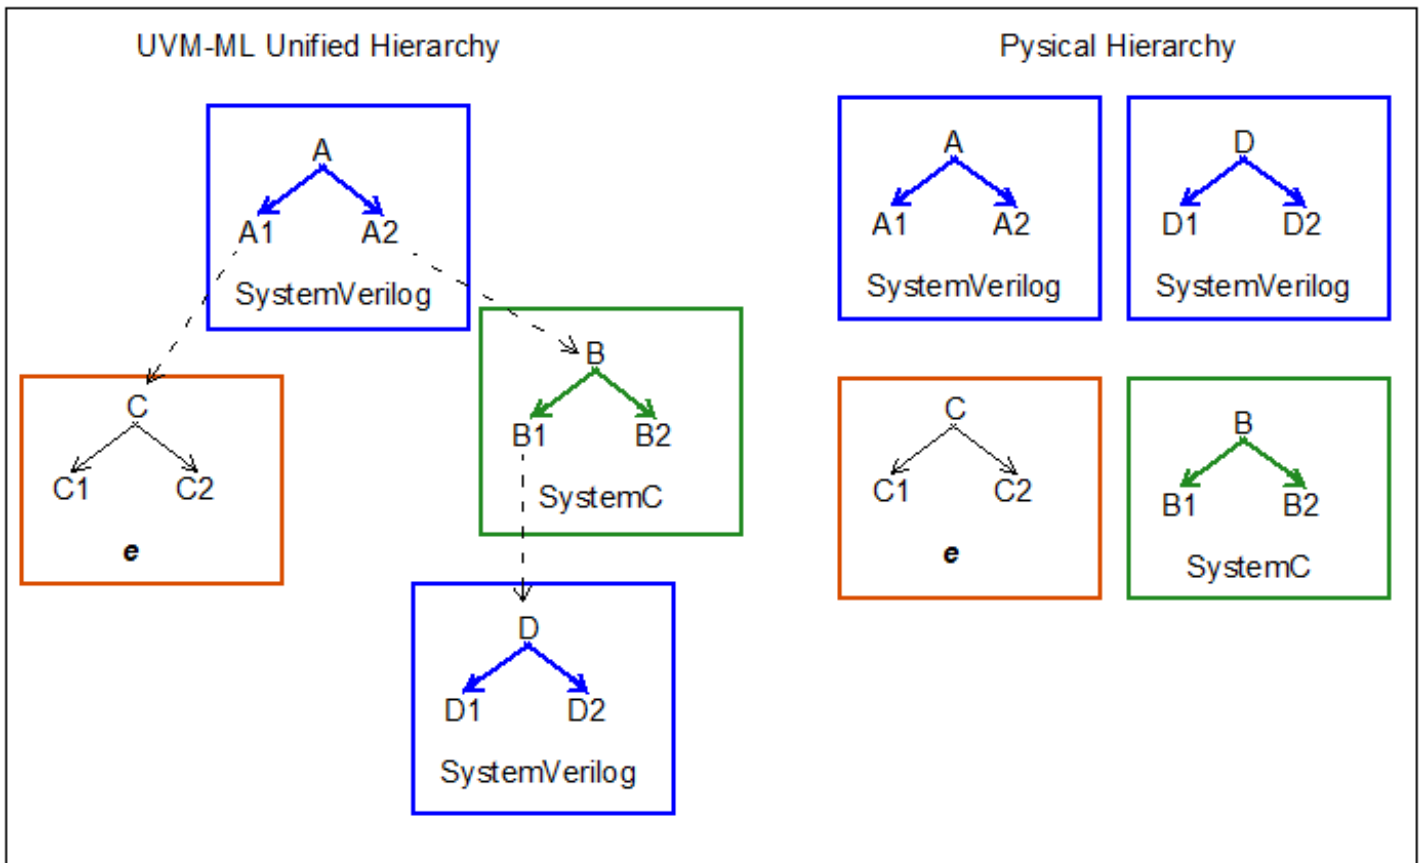 UVM-ML Unified Hierarchy
A
A1 A2
SystemVerilog
C
C1 C2
e
B
B1 B2
SystemC
D
D1 D2
SystemVerilog
Pysical Hierarchy
A
A1 A2
SystemVerilog
D
D1 D2
SystemVerilog
C
C1 C2
e
B
B1 B2
SystemC